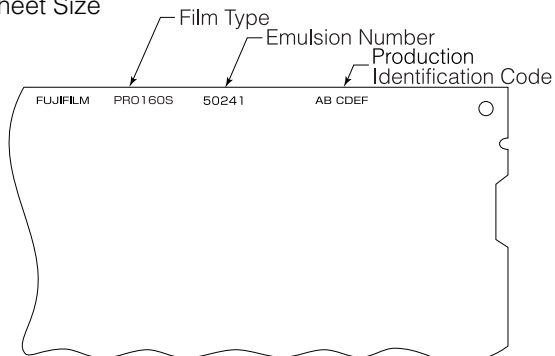 Sheet Size
Film Type
Emulsion Number
Production
Identification Code
FUJIFILM PRO160S 50241 AB CDEF